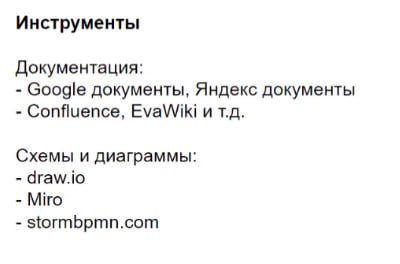 Инструменты
Документация:
- Google документы, Яндекс документы
- Confluence, EvaWiki и т.д.
Схемы и диаграммы:
- draw.io
- Miro
- stormbpmn.com